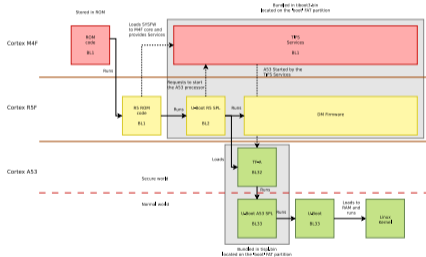 Bundled in tiboot3.bin
located on the 'boot' FAT partition
Stored in ROM
Loads SYSFW
to M4F core and
provides Services
Cortex M4F
ROM
code
BL1
TIFS
Services
BL1
Runs
Requests to start
the A53 processor
A53 Started by the
TIFS Services
Cortex R5F
R5 ROM
code
BL1
Runs
U-Boot R5 SPL
BL2
Runs
DM Firmware
Loads
TF-A
BL32
Cortex A53
Secure world
Runs
Normal world
U-Boot A53 SPL
BL33
Runs
U-Boot
BL33
Loads to
RAM and
runs
Linux
Kernel
Bundled in
located on the 'boot' FAT partition